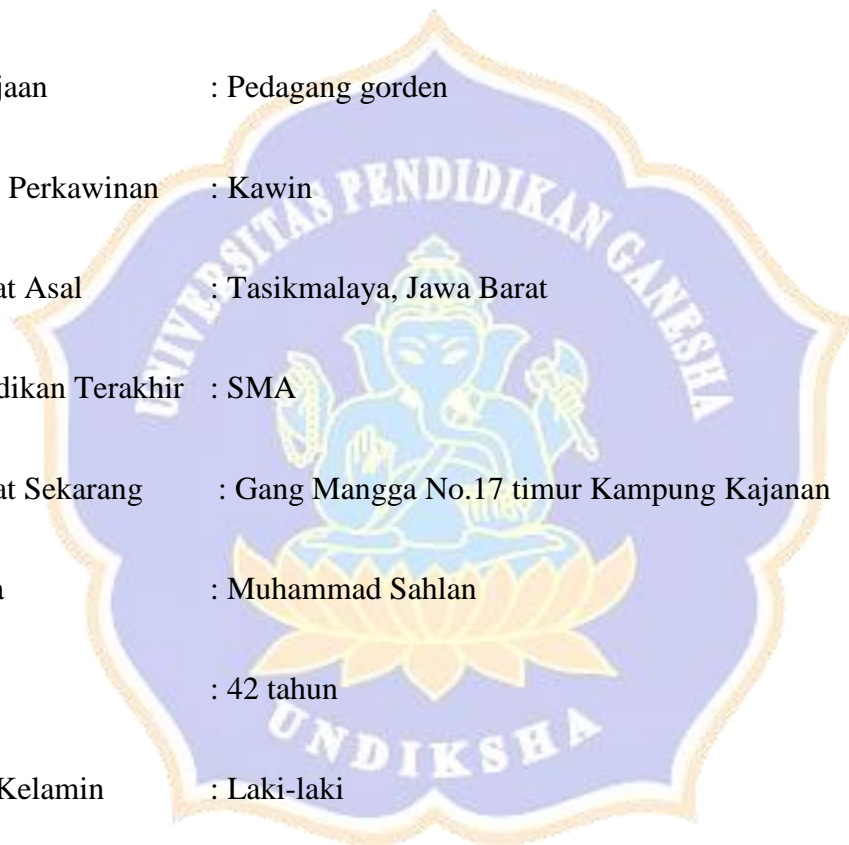 jaan : Pedagang gorden
Perkawinan : Kawin
UNIVERSITAS PENDIDIKAN GANESHA
at Asal : Tasikmalaya, Jawa Barat
dikan Terakhir : SMA
at Sekarang : Gang Mangga No.17 timur Kampung Kajanan
a : Muhammad Sahlan
: 42 tahun
UNDIKSHA
Kelamin : Laki-laki